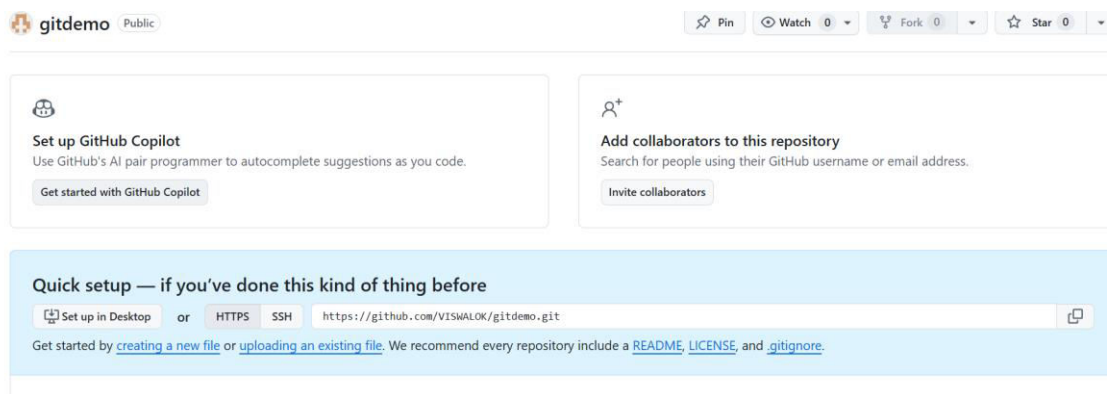 gitdemo Public Pin Watch 0 Fork 0 Star 0
Set up GitHub Copilot
Use GitHub's AI pair programmer to autocomplete suggestions as you code.
Get started with GitHub Copilot
Add collaborators to this repository
Search for people using their GitHub username or email address.
Invite collaborators
Quick setup — if you've done this kind of thing before
Set up in Desktop or HTTPS SSH https://github.com/VISWALOK/gitdemo.git
Get started by creating a new file or uploading an existing file. We recommend every repository include a README, LICENSE, and .gitignore.